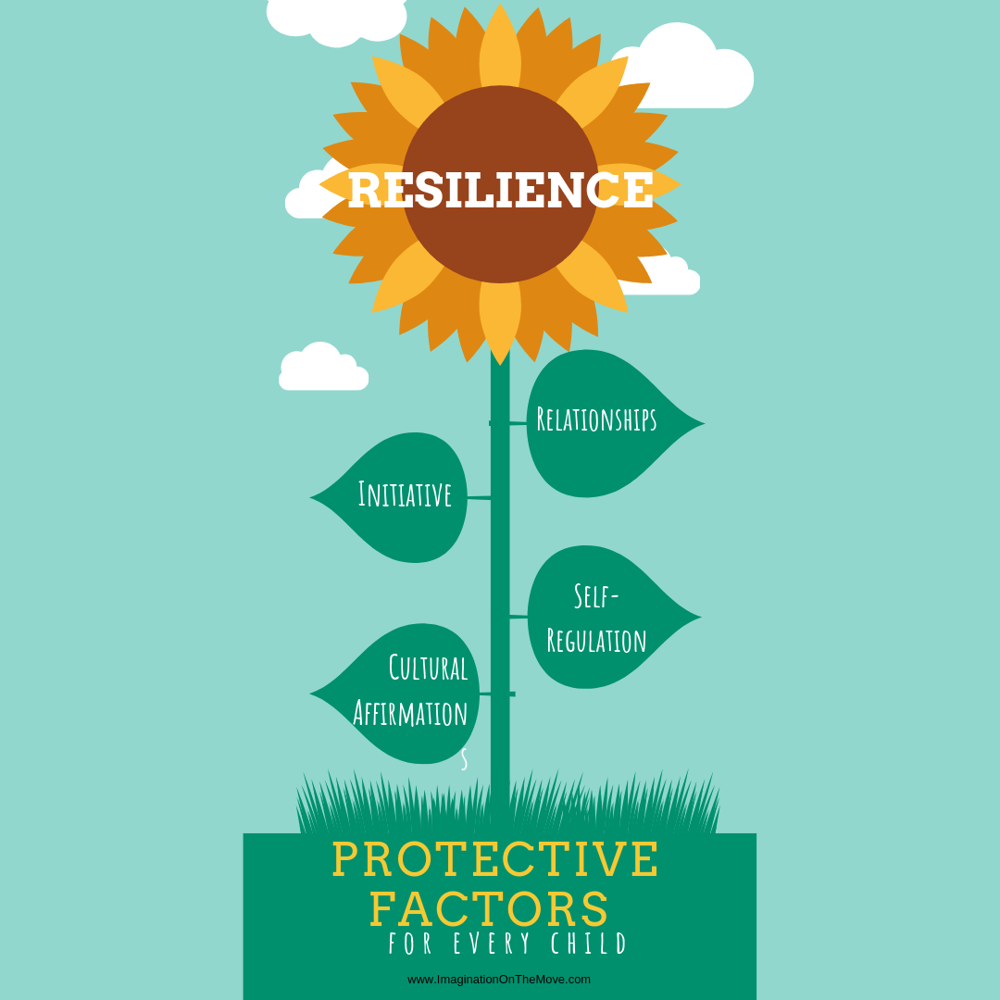 RESILIENCE
Relationships
Initiative
Self-
Regulation
Cultural
Affirmation
s
PROTECTIVE
FACTORS
FOR EVERY CHILD
www.ImaginationOnTheMove.com